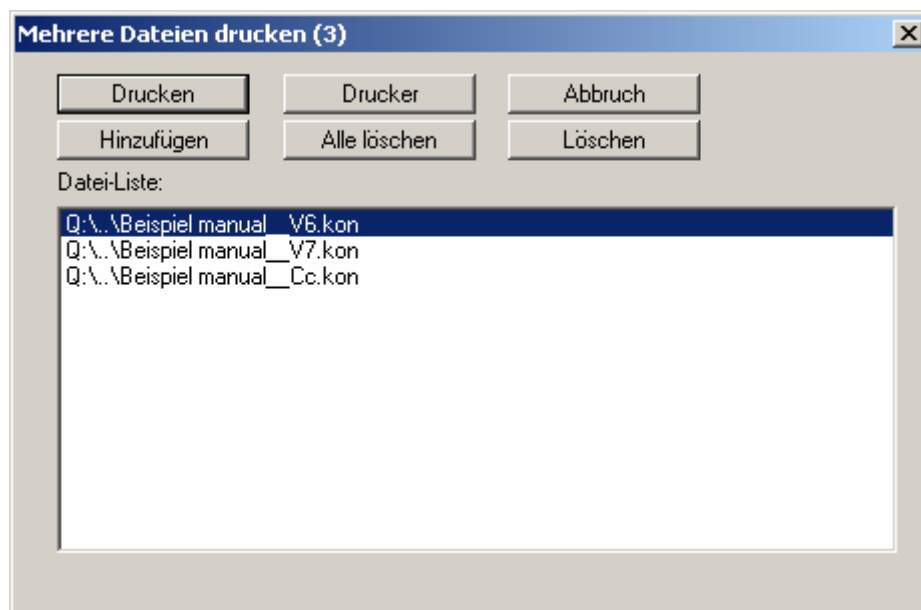 Mehrere Dateien drucken (3)
Drucken Drucker Abbruch
Hinzufügen Alle löschen Löschen
Datei-Liste:
Q:\..\Beispiel manual__V6.kon
Q:\..\Beispiel manual__V7.kon
Q:\..\Beispiel manual__Cc.kon